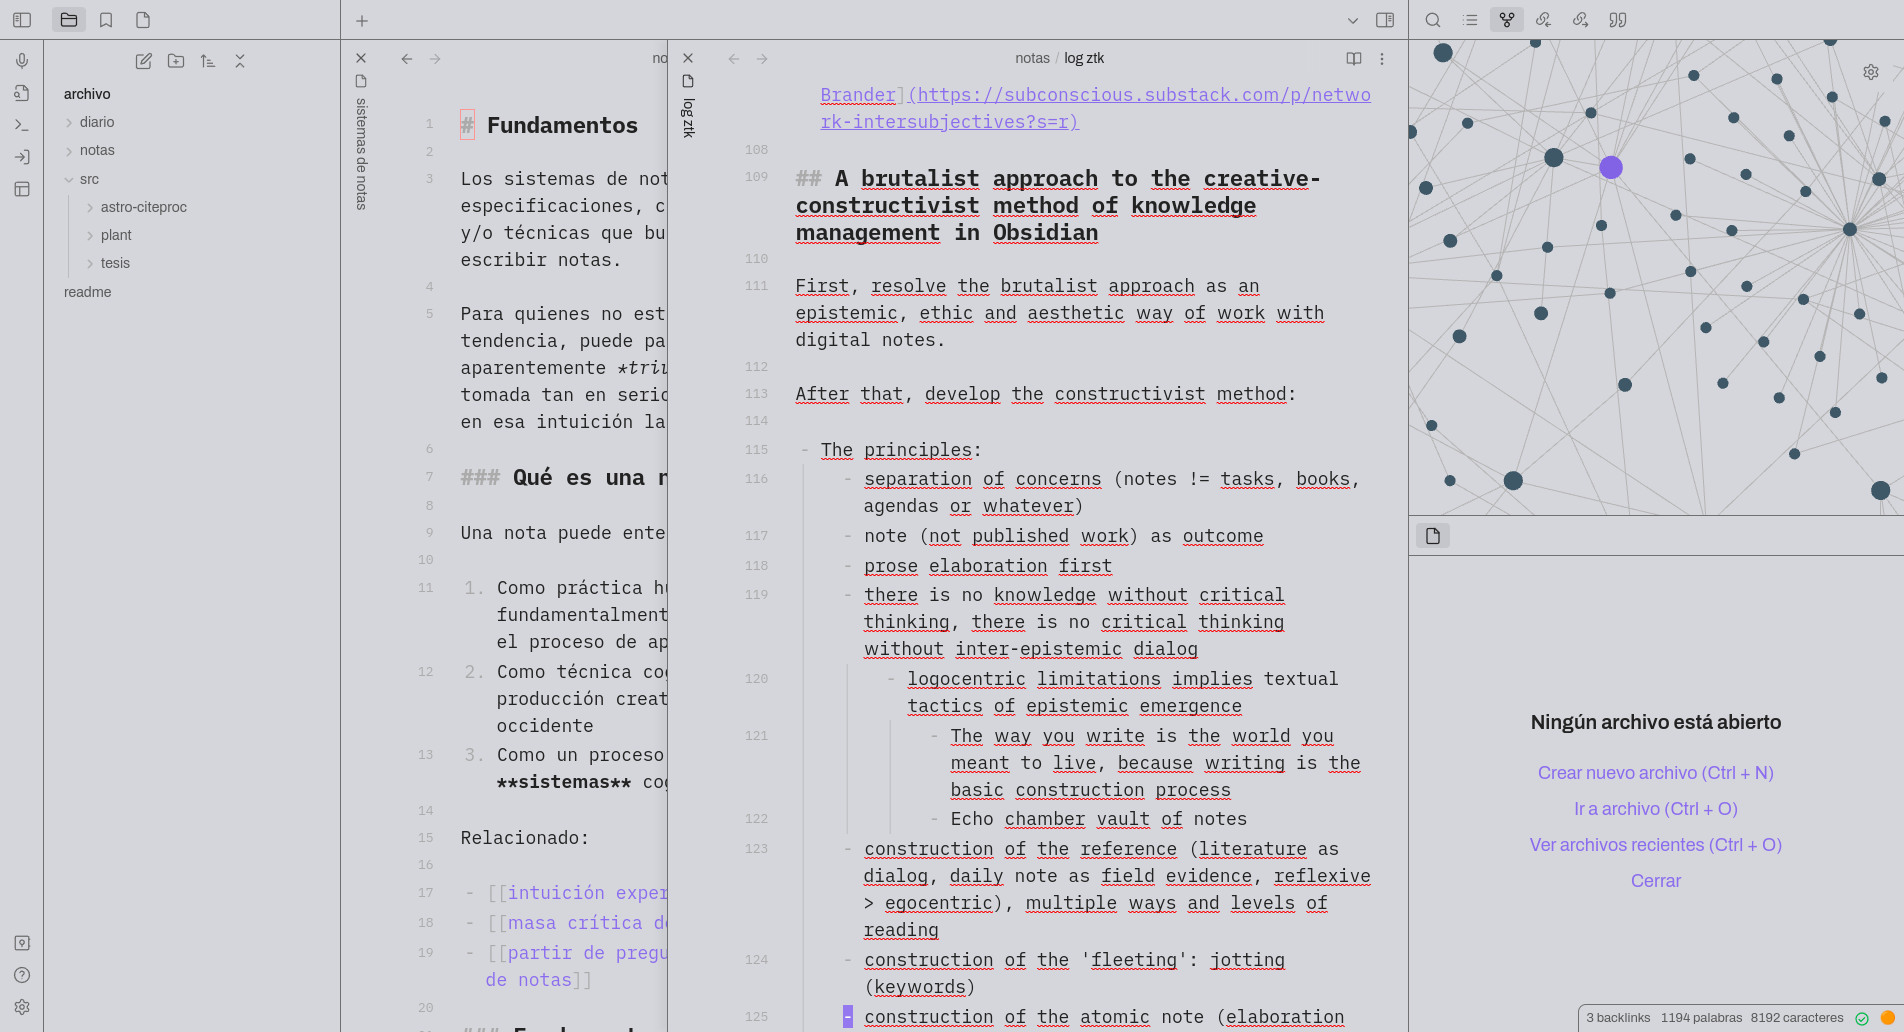 archivo
diario
notas
src
astro-citeproc
plant
tesis
readme
sistemas de notas
no
1 # Fundamentos
2
3 Los sistemas de not
especificaciones, c
y/o técnicas que bu
escribir notas.
4
5 Para quienes no est
tendencia, puede pa
aparentemente *triv
tomada tan en serio
en esa intuición la
6
7 ### Qué es una n
8
9 Una nota puede ente
10
11 1. Como práctica hu
fundamentalment
el proceso de ap
12 2. Como técnica cog
producción creat
occidente
13 3. Como un proceso
**sistemas** cog
14
15 Relacionado:
16
17 - [[intuición exper
18 - [[masa crítica de
19 - [[partir de pregu
de notas]]
20
log ztk
notas / log ztk
Brander](https://subconscious.substack.com/p/netwo
rk-intersubjectives?s=r)
108
109 ## A brutalist approach to the creative-
constructivist method of knowledge
management in Obsidian
110
111 First, resolve the brutalist approach as an
epistemic, ethic and aesthetic way of work with
digital notes.
112
113 After that, develop the constructivist method:
114
115 - The principles:
116 - separation of concerns (notes != tasks, books,
agendas or whatever)
117 - note (not published work) as outcome
118 - prose elaboration first
119 - there is no knowledge without critical
thinking, there is no critical thinking
without inter-epistemic dialog
120 - logocentric limitations implies textual
tactics of epistemic emergence
121 - The way you write is the world you
meant to live, because writing is the
basic construction process
122 - Echo chamber vault of notes
123 - construction of the reference (literature as
dialog, daily note as field evidence, reflexive
> egocentric), multiple ways and levels of
reading
124 - construction of the 'fleeting': jotting
(keywords)
125 - construction of the atomic note (elaboration
Ningún archivo está abierto
Crear nuevo archivo (Ctrl + N)
Ir a archivo (Ctrl + O)
Ver archivos recientes (Ctrl + O)
Cerrar
3 backlinks 1194 palabras 8192 caracteres